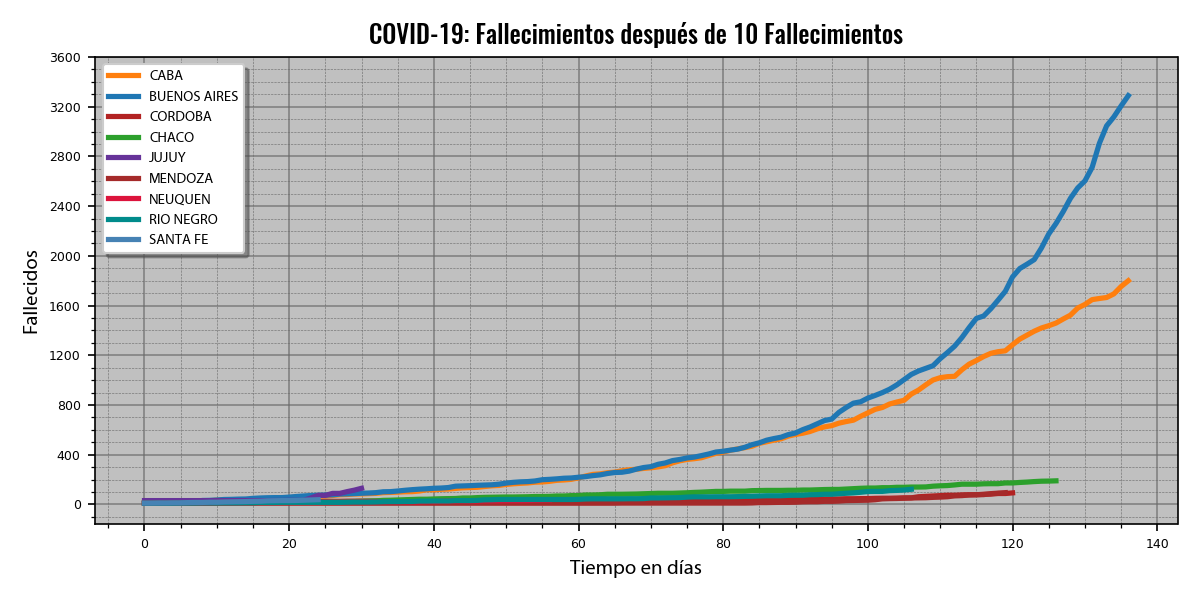 COVID-19: Fallecimientos después de 10 Fallecimientos
3600
3200
2800
2400
2000
1600
1200
800
400
0
Fallecidos
CABA
BUENOS AIRES
CORDOBA
CHACO
JUJUY
MENDOZA
NEUQUEN
RIO NEGRO
SANTA FE
0 20 40 60 80 100 120 140
Tiempo en días